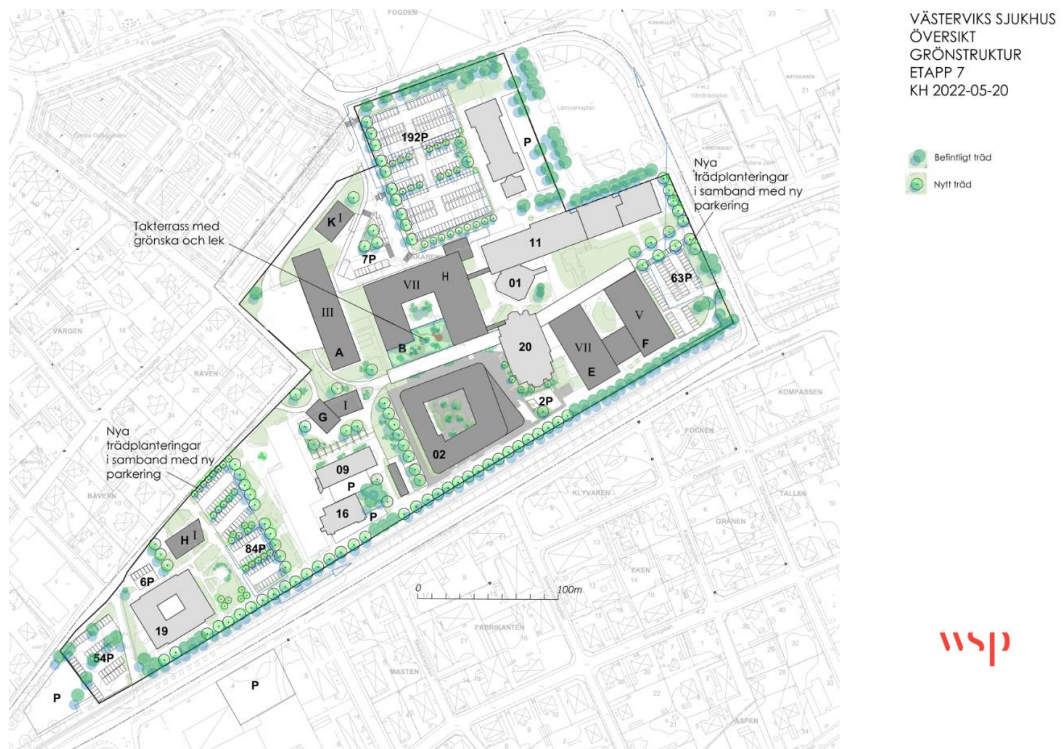 VÄSTERVIKS SJUKHUS
ÖVERSIKT
GRÖNSTRUKTUR
ETAPP 7
KH 2022-05-20
Befintligt träd
Nytt träd
FOGDEN
192P
P
Nya
trädplanteringar
i samband med ny
parkering
K I
Takterrass med
grönska och lek
7P
11
VII
H
01
63P
III
V
VARGEN
A
B
20
VII
F
E
RÄVEN
KOMPASSEN
I
G
2P
Nya
trädplanteringar
i samband med ny
parkering
02
FOCKEN
09
P
BÄVERN
KLYVAREN
TALLEN
16
P
GRANEN
H I
84P
EKEN
6P
0
100m
19
FABRIKANTEN
54P
MASTEN
P
P
ASPEN
wsp